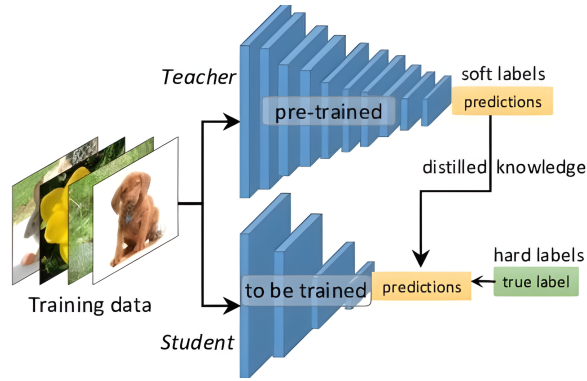 Teacher
pre-trained
soft labels
predictions
distilled knowledge
Training data
Student
to be trained
predictions
hard labels
true label